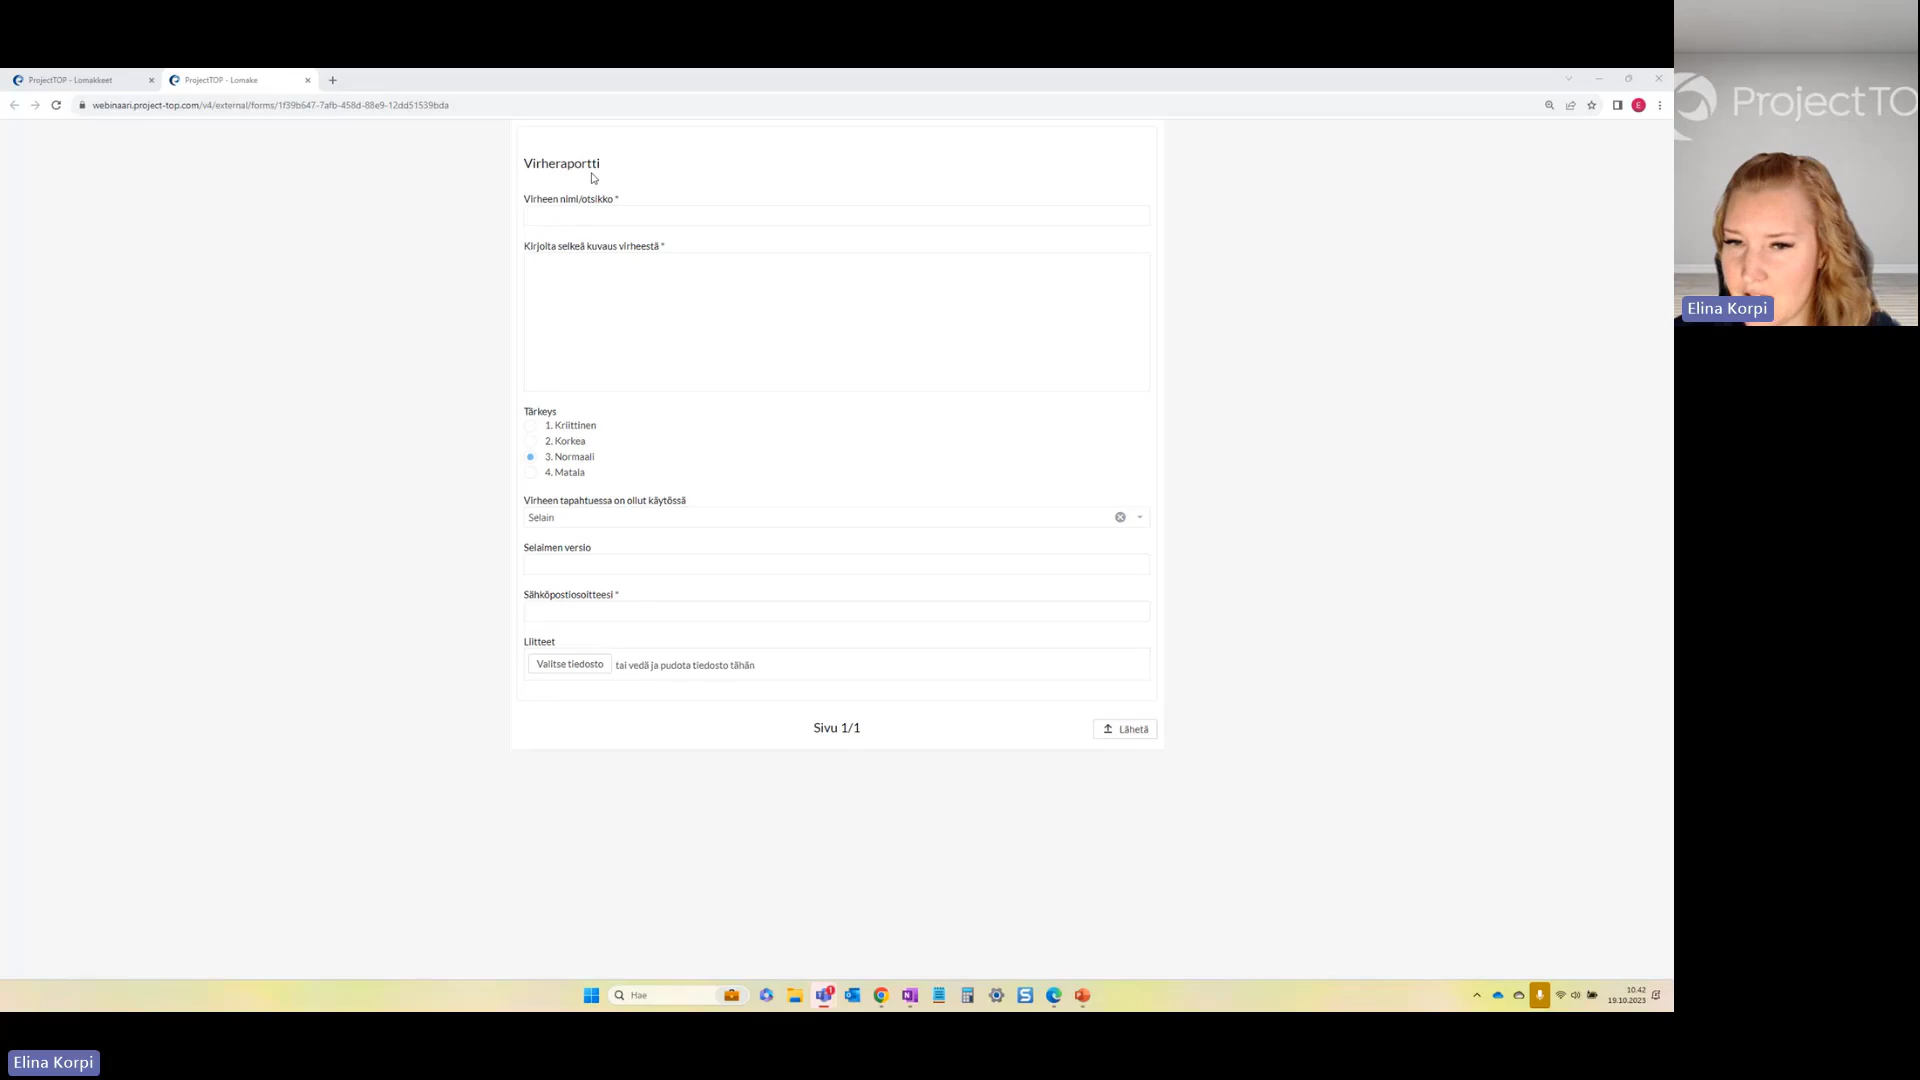 ProjectTOP - Lomakkeet
ProjectTOP - Lomake
webinaari.project-top.com/v4/external/forms/1f39b647-7afb-458d-88e9-12dd51539bda
E
ProjectTO
Virheraportti
Virheen nimi/otsikko *
Kirjoita selkeä kuvaus virheestä *
Tärkeys
1. Kriittinen
2. Korkea
3. Normaali
4. Matala
Virheen tapahtuessa on ollut käytössä
Selain
Selaimen versio
Sähköpostiosoitteesi *
Liitteet
Valitse tiedosto tai vedä ja pudota tiedosto tähän
Sivu 1/1
Lähetä
Elina Korpi
Hae
1
N
S
10.42
19.10.2023
Elina Korpi